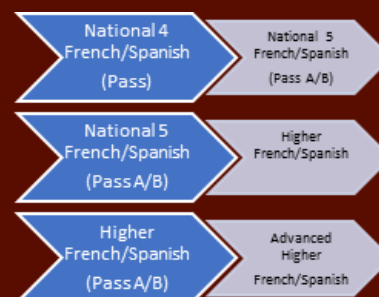 National 4
French/Spanish
(Pass)
National 5
French/Spanish
(Pass A/B)
National 5
French/Spanish
(Pass A/B)
Higher
French/Spanish
Higher
French/Spanish
(Pass A/B)
Advanced
Higher
French/Spanish